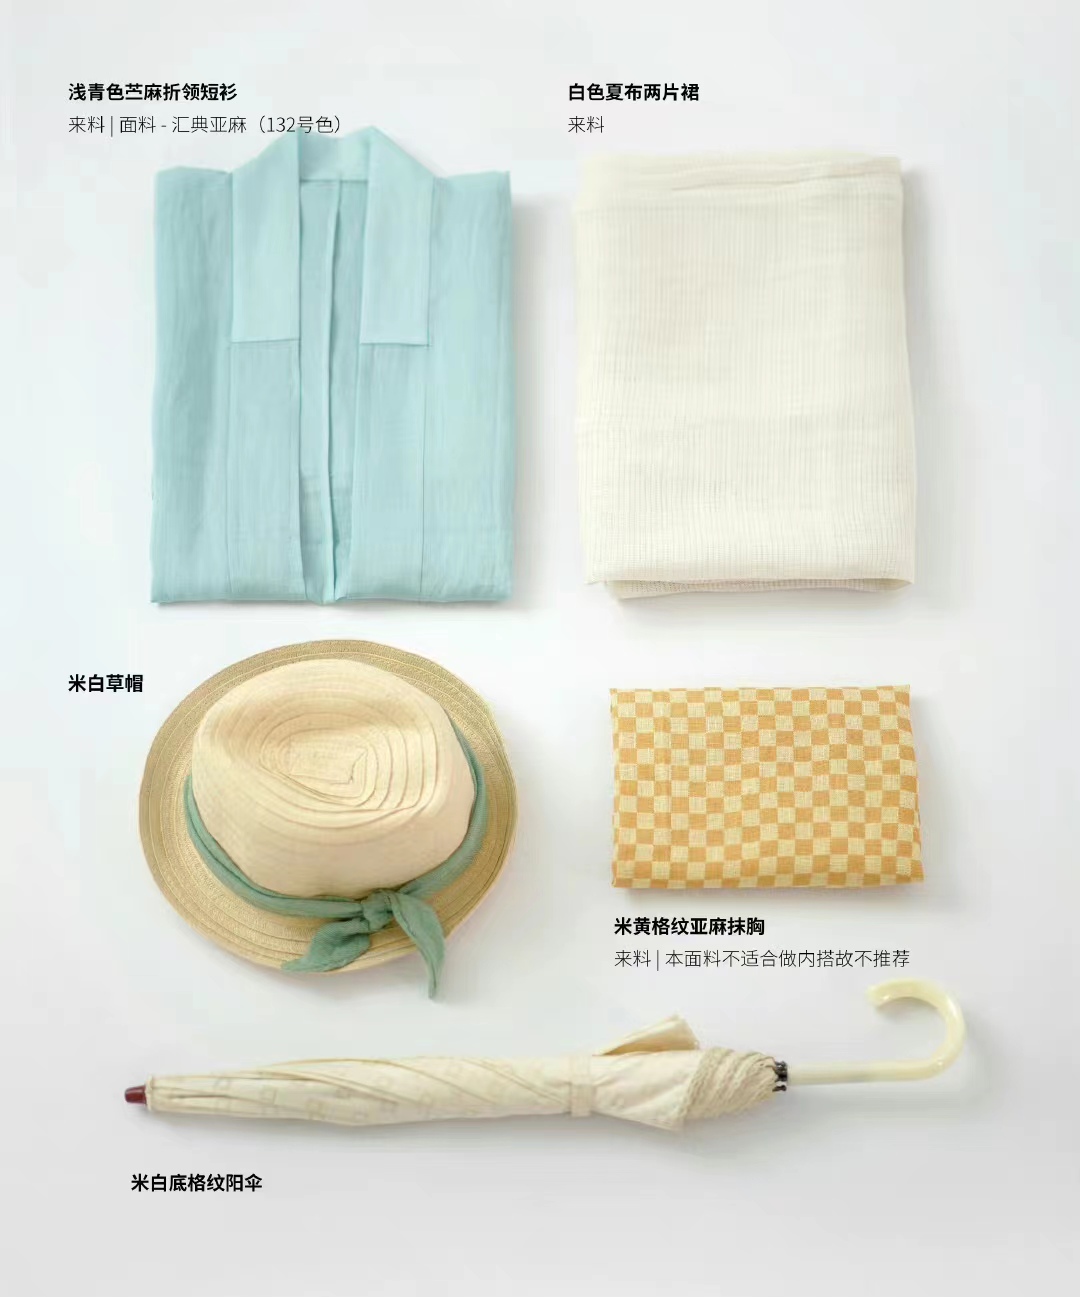 浅青色苎麻折领短衫
来料 | 面料 - 汇典亚麻（132号色）
白色夏布两片裙
来料
米白草帽
米黄格纹亚麻抹胸
来料 | 本面料不适合做内搭故不推荐
米白底格纹阳伞